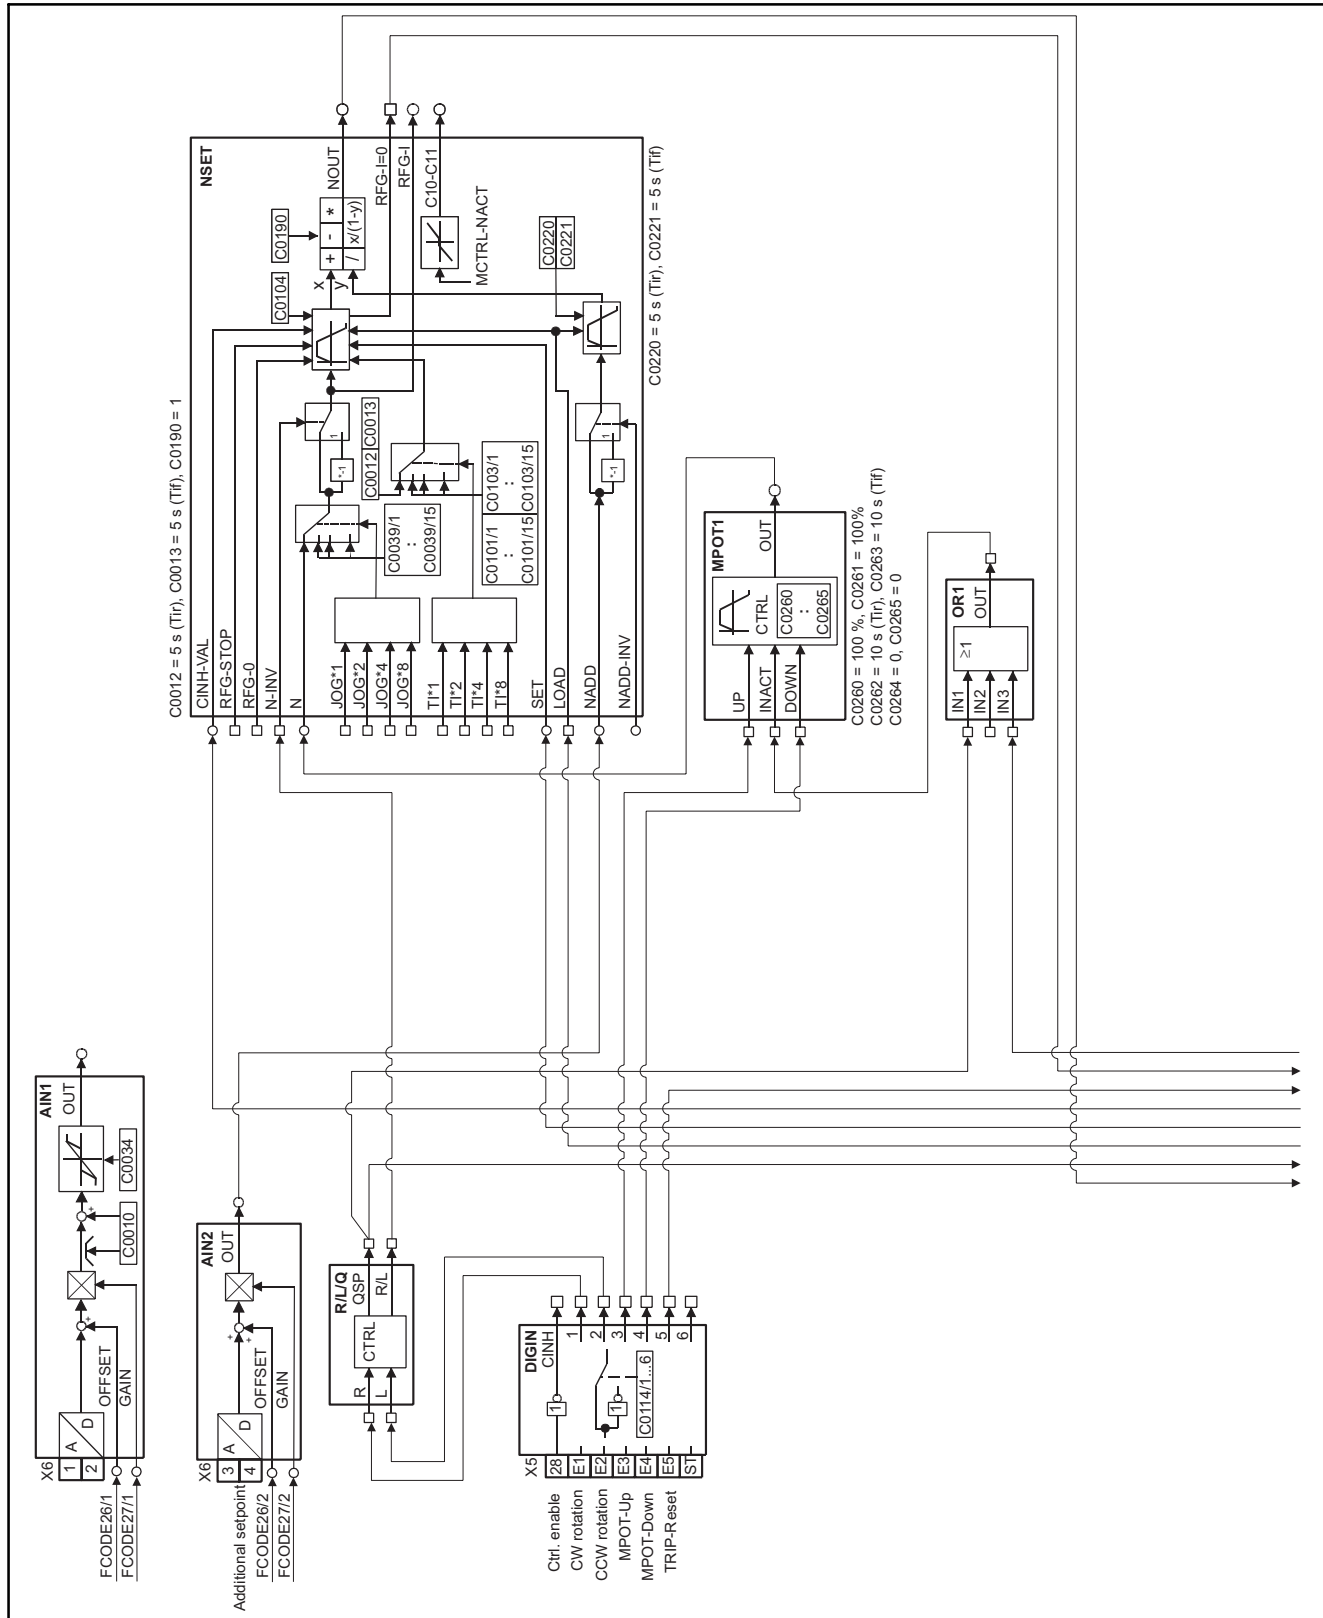 AIN1
X6
1
2
A
D
OFFSET
GAIN
+
+
C0010
C0034
OUT
FCODE26/1
FCODE27/1
AIN2
X6
3
4
A
D
OFFSET
GAIN
+
+
OUT
Additional setpoint
FCODE26/2
FCODE27/2
R/L/Q
R
L
CTRL
QSP
R/L
DIGIN
X5
28
E1
E2
E3
E4
E5
ST
1
1
C0114/1...6
CINH
1
2
3
4
5
6
Ctrl. enable
CW rotation
CCW rotation
MPOT-Up
MPOT-Down
TRIP-Reset
C0012 = 5 s (Tir), C0013 = 5 s (Tif), C0190 = 1
NSET
CINH-VAL
RFG-STOP
RFG-0
N-INV
N
JOG*1
JOG*2
JOG*4
JOG*8
TI*1
TI*2
TI*4
TI*8
SET
LOAD
NADD
NADD-INV
C0039/1
:
C0039/15
*-1
1
C0012
C0013
C0101/1
:
C0101/15
C0103/1
:
C0103/15
*-1
1
C0104
C0190
x
y
+
-
*
/
x/(1-y)
NOUT
RFG-I=0
RFG-I
C10-C11
MCTRL-NACT
C0220
C0221
C0220 = 5 s (Tir), C0221 = 5 s (Tif)
MPOT1
UP
INACT
DOWN
CTRL
C0260
:
C0265
OUT
C0260 = 100 %, C0261 = 100%
C0262 = 10 s (Tir), C0263 = 10 s (Tif)
C0264 = 0, C0265 = 0
OR1
IN1
IN2
IN3
≥1
OUT